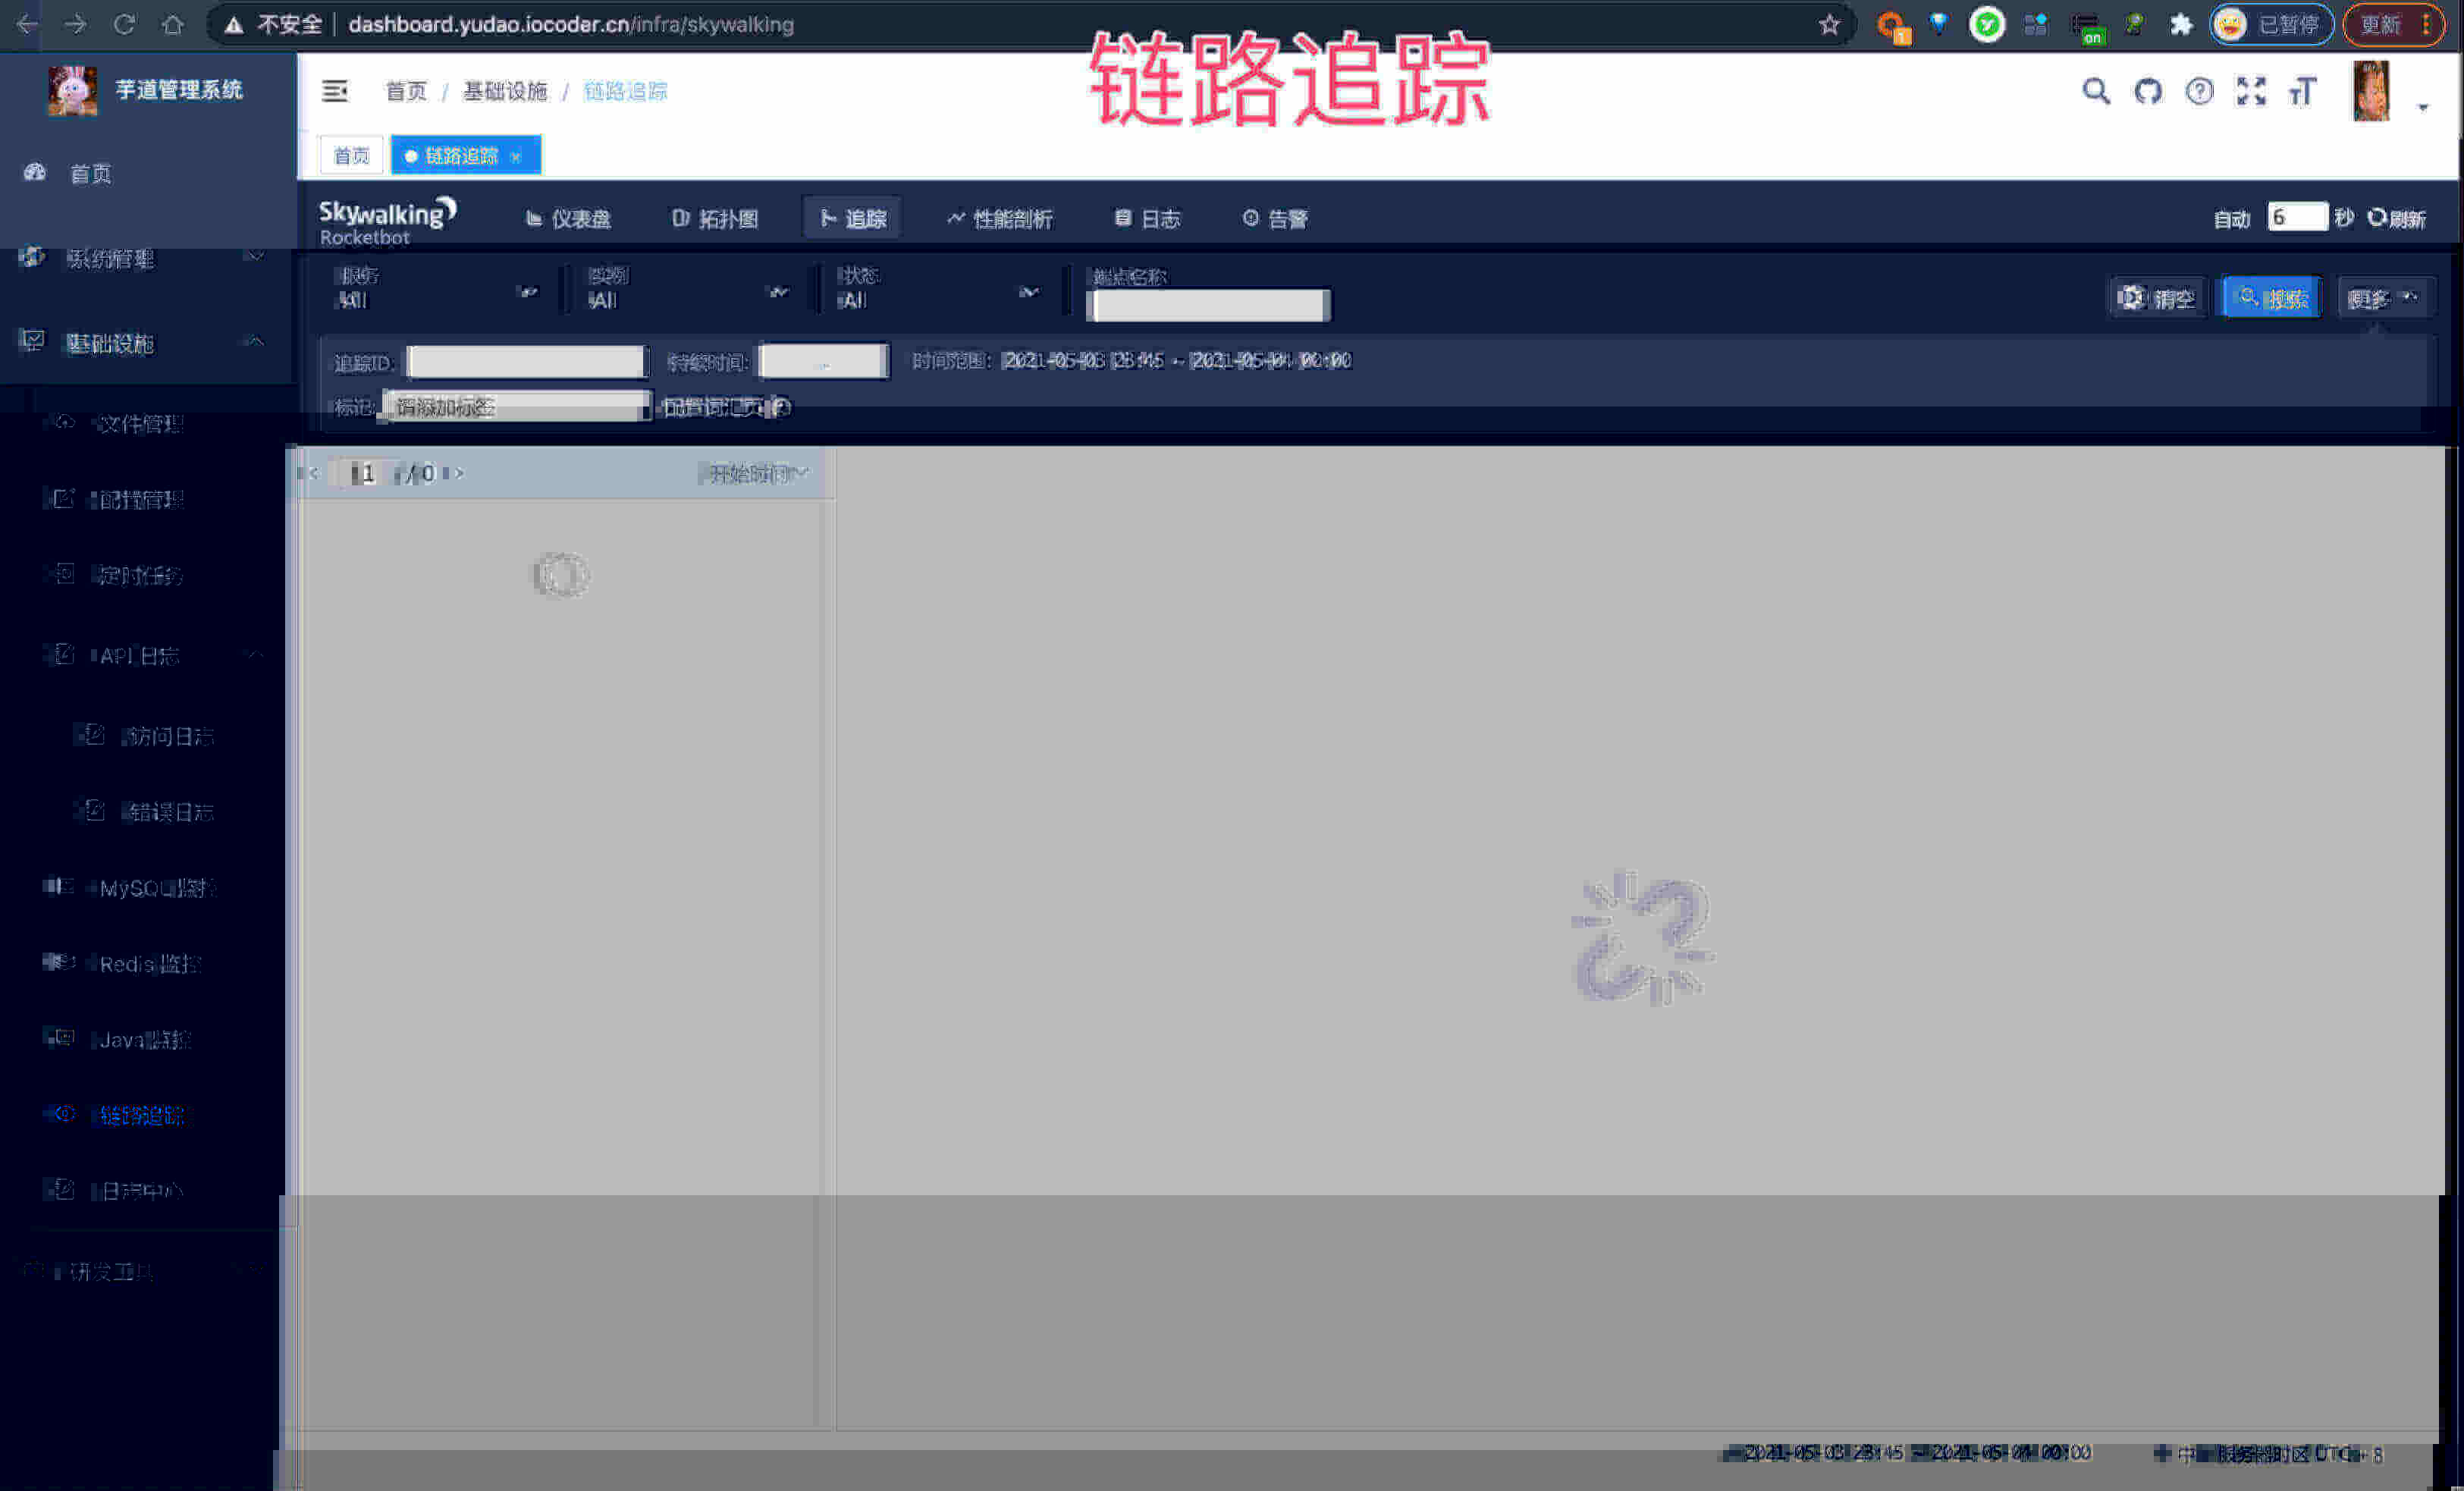 不安全 | dashboard.yudao.iocoder.cn/infra/skywalking
已暂停
更新
on
链路追踪
芋道管理系统
首页 / 基础设施 / 链路追踪
首页
链路追踪
首页
系统管理
基础设施
文件管理
配置管理
定时任务
API 日志
访问日志
错误日志
MySQL 监控
Redis 监控
Java 监控
链路追踪
日志中心
研发工具
Skywalking
Rocketbot
仪表盘
拓扑图
追踪
性能剖析
日志
告警
自动 6 秒 刷新
服务
All
实例
All
状态
All
端点名称
清空
搜索
更多
追踪ID:
持续时间:
时间范围: 2021-05-03 23:45 ~ 2021-05-04 00:00
标记:
请添加标签
配置词汇页
1 / 0
开始时间
2021-05-03 23:45 ~ 2021-05-04 00:00
中
服务器时区 UTC + 8